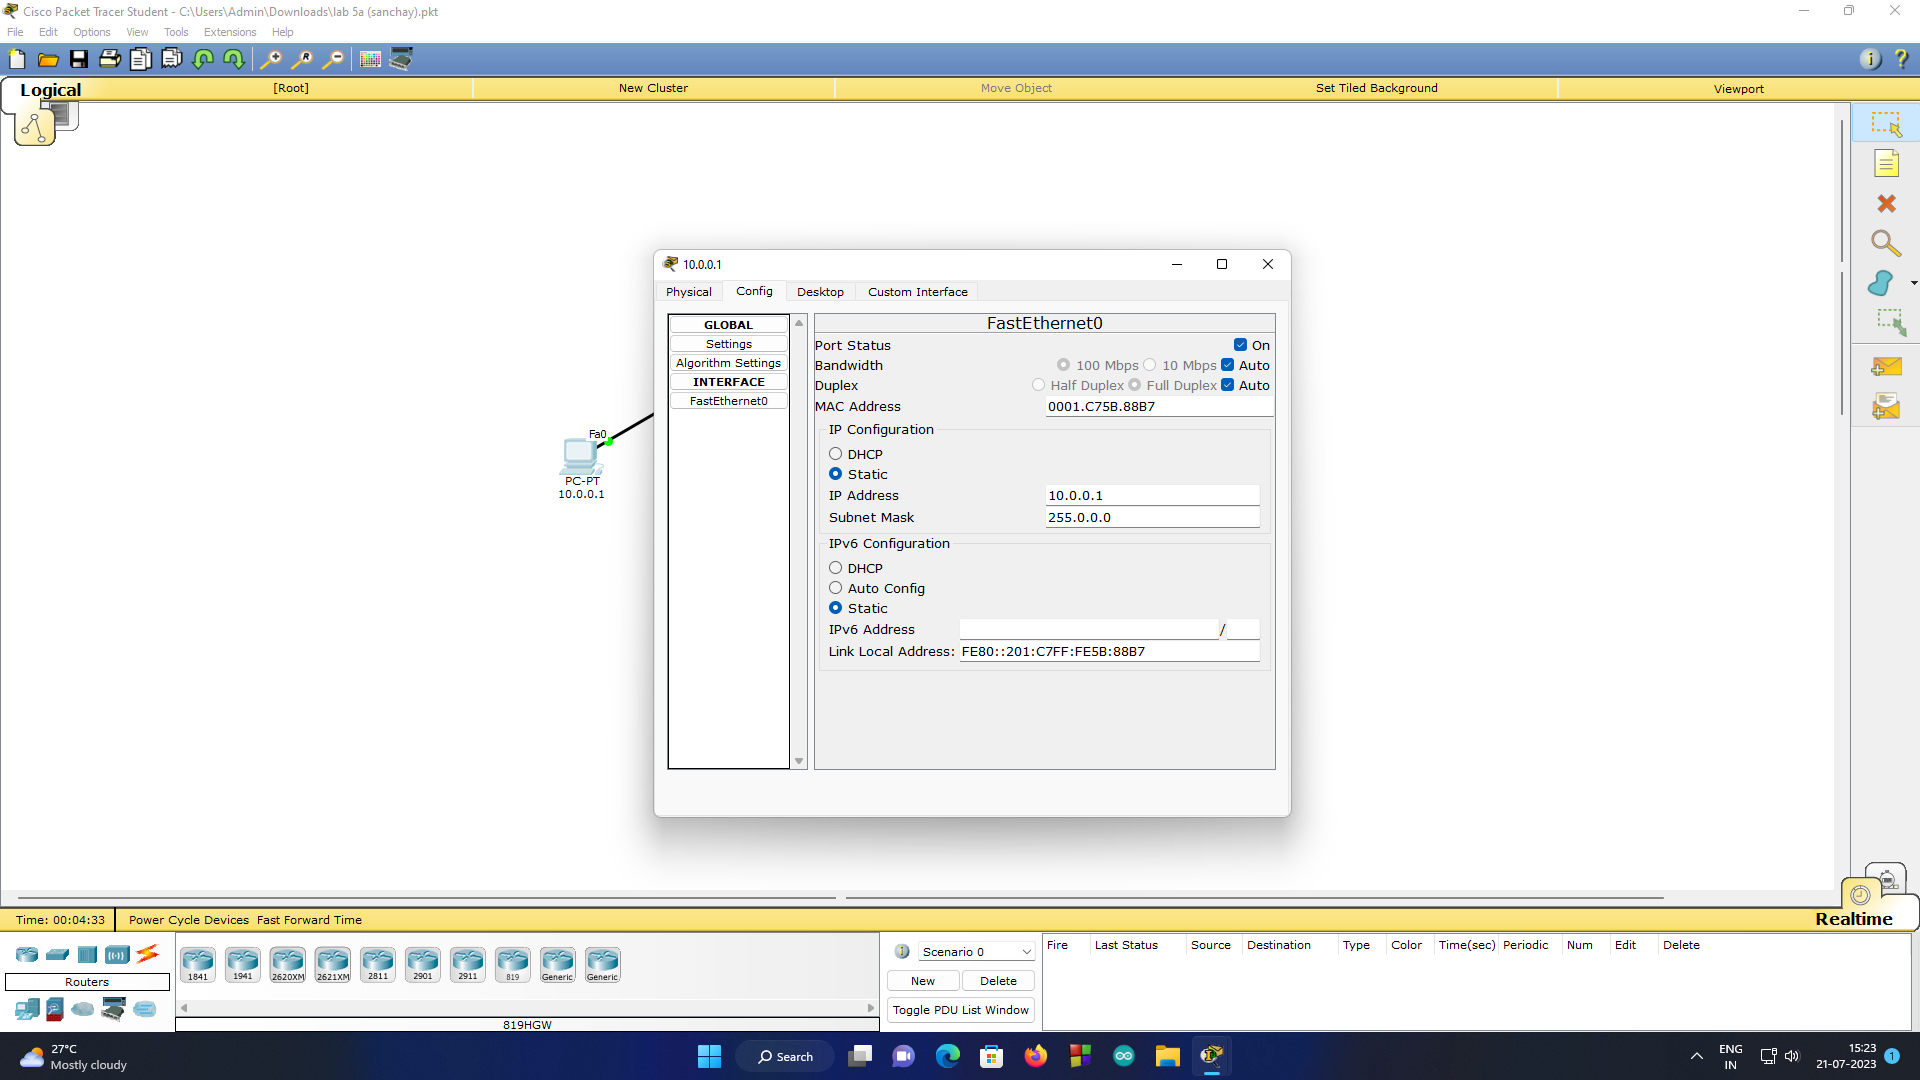 Cisco Packet Tracer Student - C:\Users\Admin\Downloads\lab 5a (sanchay).pkt
File Edit Options View Tools Extensions Help
Logical [Root] New Cluster Move Object Set Tiled Background Viewport
10.0.0.1
Physical Config Desktop Custom Interface
GLOBAL
Settings
Algorithm Settings
INTERFACE
FastEthernet0
FastEthernet0
Port Status On
Bandwidth 100 Mbps 10 Mbps Auto
Duplex Half Duplex Full Duplex Auto
MAC Address 0001.C75B.88B7
IP Configuration
DHCP
Static
IP Address 10.0.0.1
Subnet Mask 255.0.0.0
IPv6 Configuration
DHCP
Auto Config
Static
IPv6 Address /
Link Local Address: FE80::201:C7FF:FE5B:88B7
Fa0
PC-PT
10.0.0.1
Time: 00:04:33 Power Cycle Devices Fast Forward Time
Realtime
Routers
1841 1941 2620XM 2621XM 2811 2901 2911 819 Generic Generic
819HGW
Scenario 0
New Delete
Toggle PDU List Window
Fire Last Status Source Destination Type Color Time(sec) Periodic Num Edit Delete
27°C
Mostly cloudy
Search
ENG
IN
15:23
21-07-2023
1